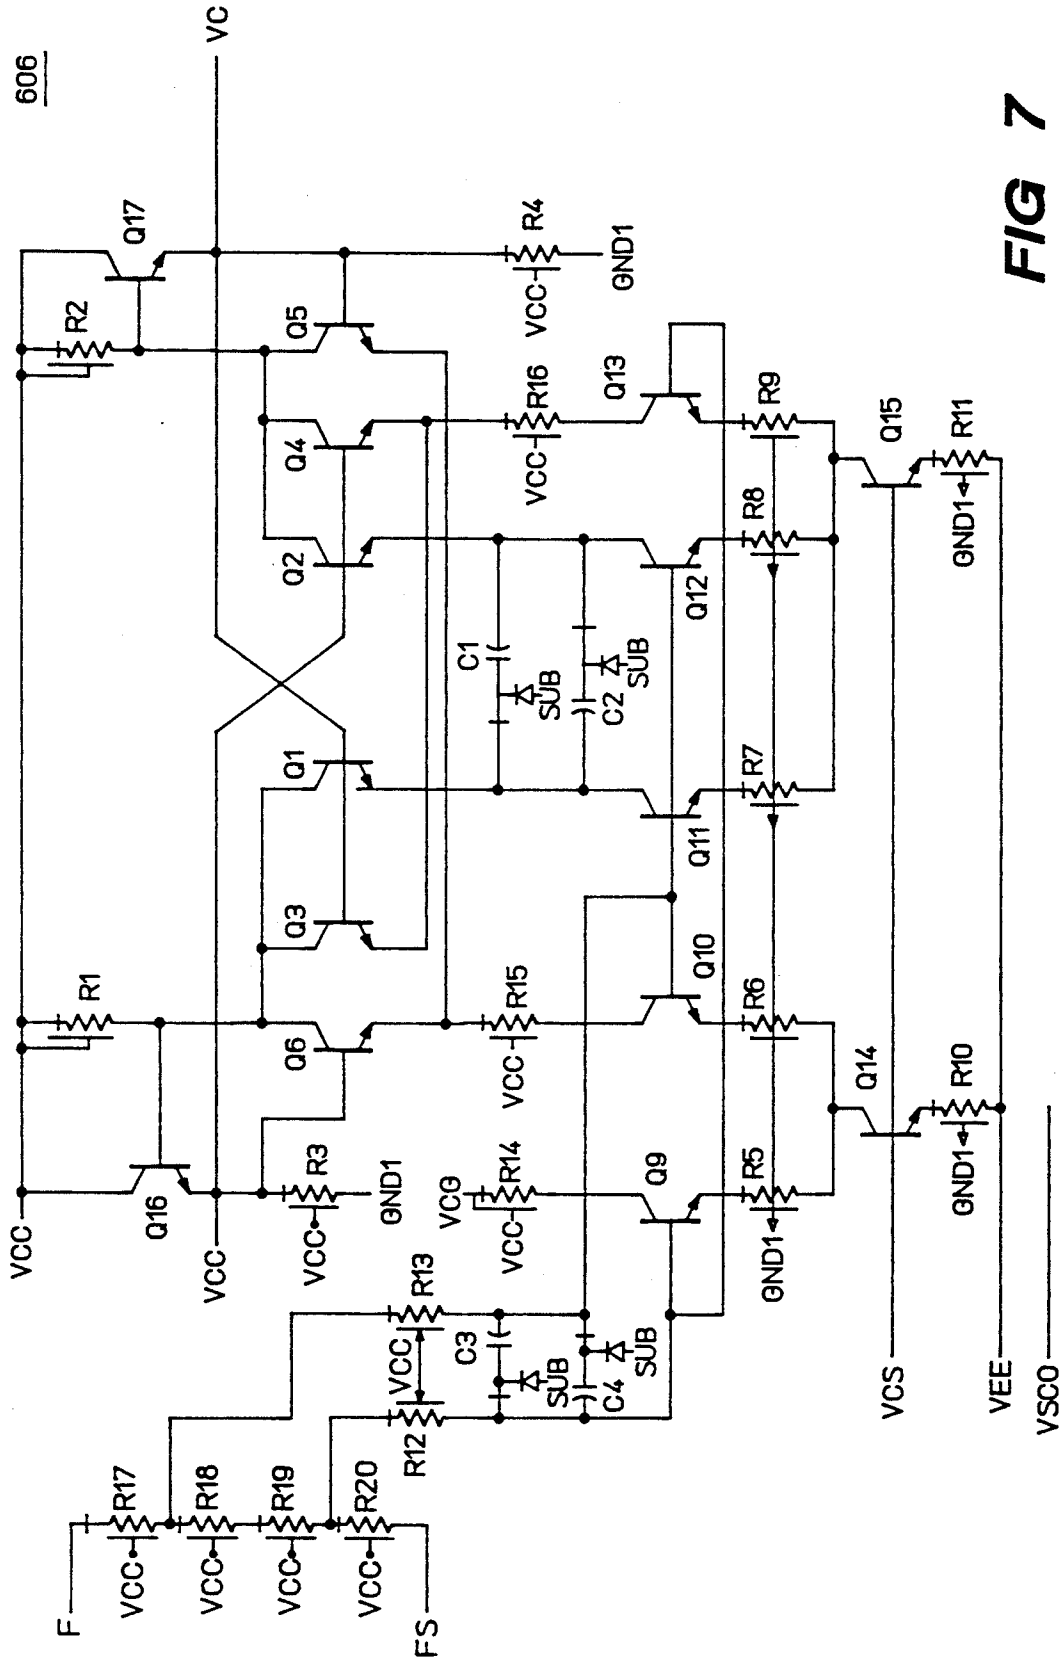 606
VCC
R1
R2
F
VCC
R17
Q16
Q17
VCC
R18
VCC
VC
VCC
R19
VCC
R3
Q6
Q3
Q1
Q2
Q4
Q5
VCC
R20
GND1
R12
VCC
R13
FS
VCG
VCC
R14
VCC
R15
C1
VCC
R16
VCC
R4
C3
SUB
SUB
C4
SUB
C2
SUB
GND1
Q9
Q10
Q11
Q12
Q13
GND1
R5
R6
R7
R8
R9
Q14
Q15
VCS
GND1
R10
GND1
R11
VEE
VSCO
FIG 7